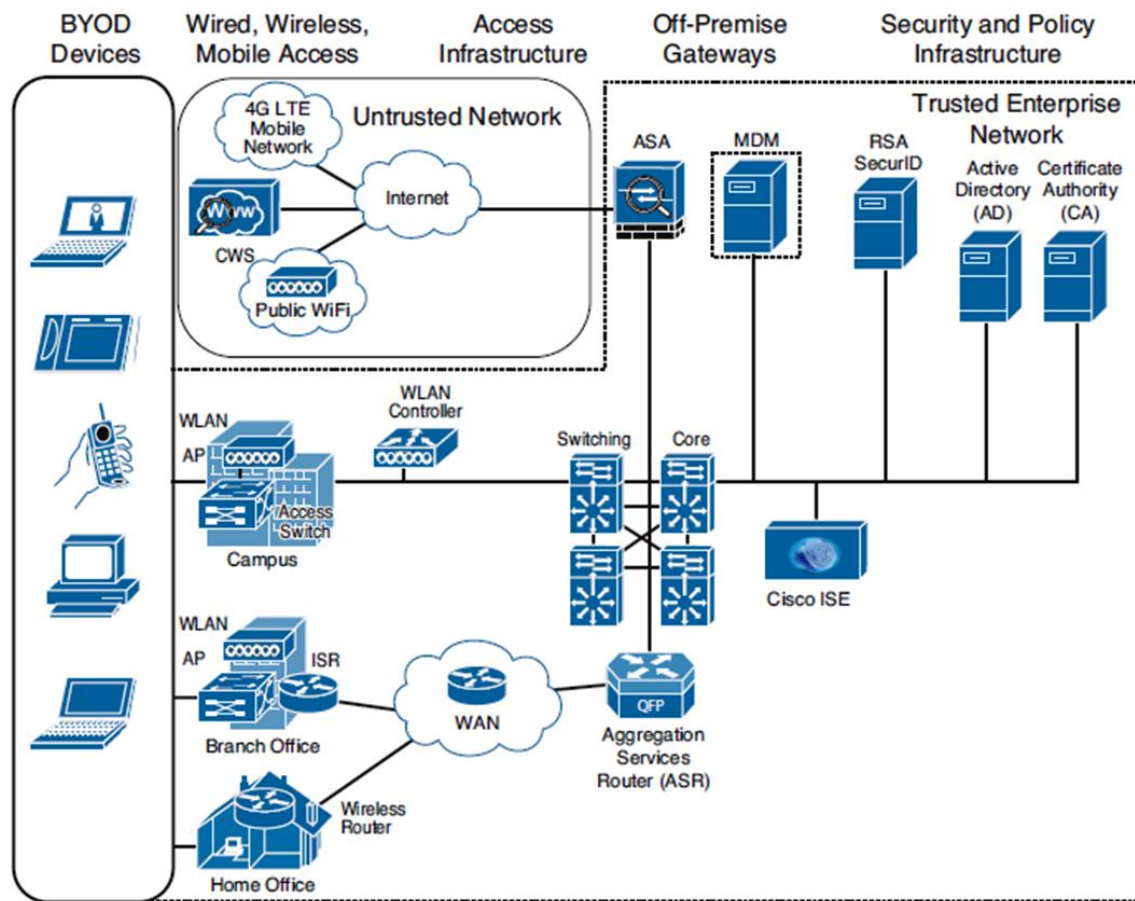 BYOD
Devices
Wired, Wireless,
Mobile Access
Access
Infrastructure
Off-Premise
Gateways
Security and Policy
Infrastructure
4G LTE
Mobile
Network
Untrusted Network
Internet
WWW
CWS
Public WiFi
ASA
MDM
Trusted Enterprise
Network
RSA
SecurID
Active
Directory
(AD)
Certificate
Authority
(CA)
WLAN
AP
Access
Switch
Campus
WLAN
Controller
Switching
Core
Cisco ISE
WLAN
AP
ISR
Branch Office
WAN
QFP
Aggregation
Services
Router (ASR)
Wireless
Router
Home Office